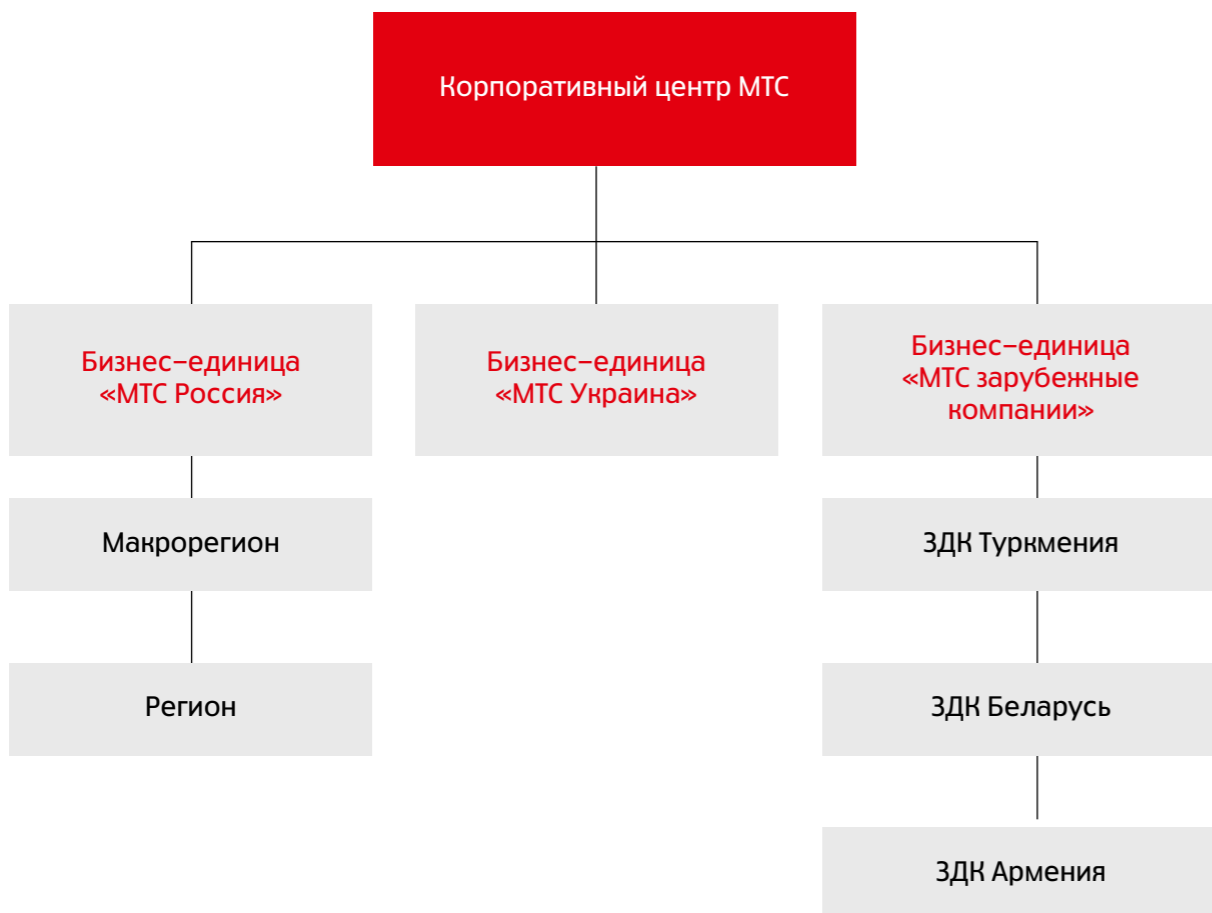 Корпоративный центр МТС
Бизнес–единица
«МТС Россия»
Бизнес–единица
«МТС Украина»
Бизнес–единица
«МТС зарубежные
компании»
Макрорегион
ЗДК Туркмения
Регион
ЗДК Беларусь
ЗДК Армения